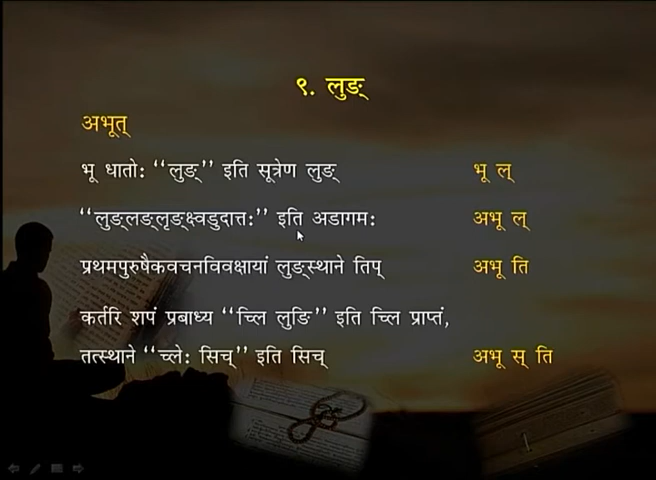 ९. लुङ्
अभूत्
भू धातोः “लुङ्” इति सूत्रेण लुङ् भू ल्
“लुङ्लङ्लृङ्क्ष्वडुदात्तः” इति अडागमः अभू ल्
प्रथमपुरुषैकवचनविवक्षायां लुङ्स्थाने तिप् अभू ति
कर्तरि शपं प्रबाध्य “च्लि लुङि” इति च्लि प्राप्तं,
तत्स्थाने “च्लेः सिच्” इति सिच् अभू स् ति